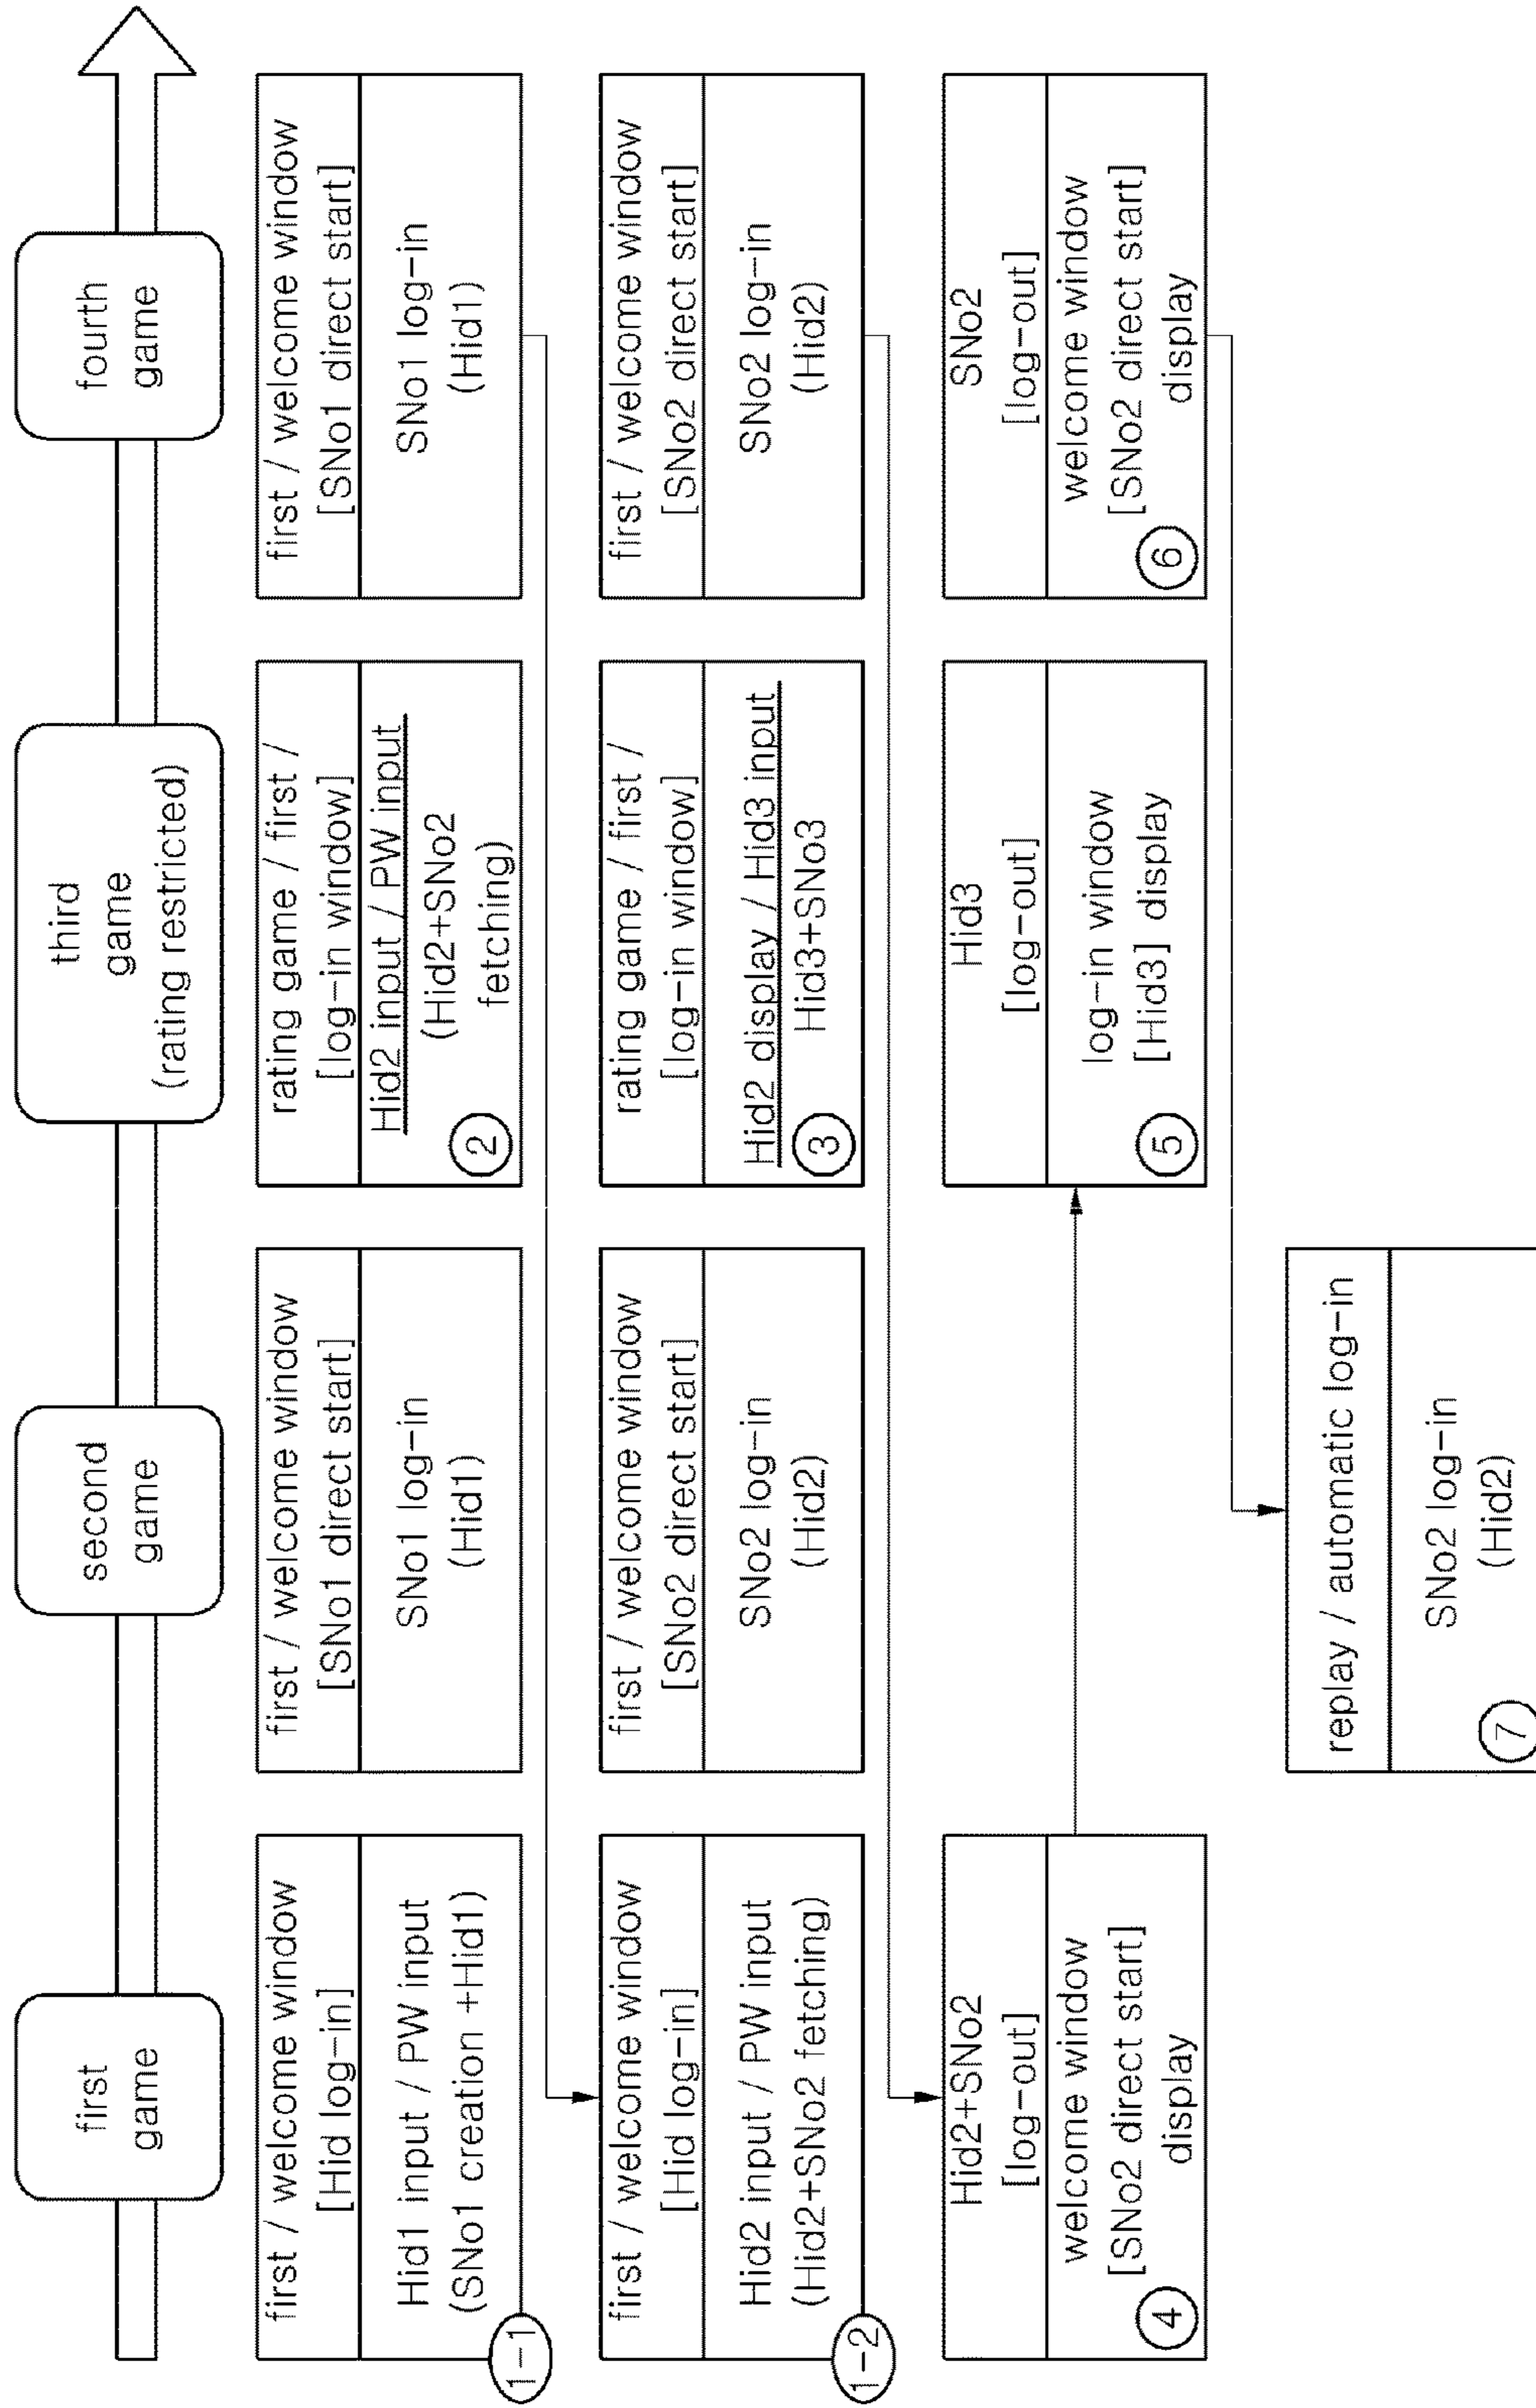 first
game
second
game
third
game
(rating restricted)
fourth
game
first / welcome window
[Hid log-in]
Hid1 input / PW input
(SNo1 creation +Hid1)
1-1
first / welcome window
[SNo1 direct start]
SNo1 log-in
(Hid1)
rating game / first /
[log-in window]
Hid2 input / PW input
(Hid2+SNo2
fetching)
2
first / welcome window
[SNo1 direct start]
SNo1 log-in
(Hid1)
first / welcome window
[Hid log-in]
Hid2 input / PW input
(Hid2+SNo2 fetching)
1-2
first / welcome window
[SNo2 direct start]
SNo2 log-in
(Hid2)
rating game / first /
[log-in window]
Hid2 display / Hid3 input
Hid3+SNo3
3
first / welcome window
[SNo2 direct start]
SNo2 log-in
(Hid2)
Hid2+SNo2
[log-out]
welcome window
[SNo2 direct start]
display
4
Hid3
[log-out]
log-in window
[Hid3] display
5
SNo2
[log-out]
welcome window
[SNo2 direct start]
display
6
replay / automatic log-in
SNo2 log-in
(Hid2)
7